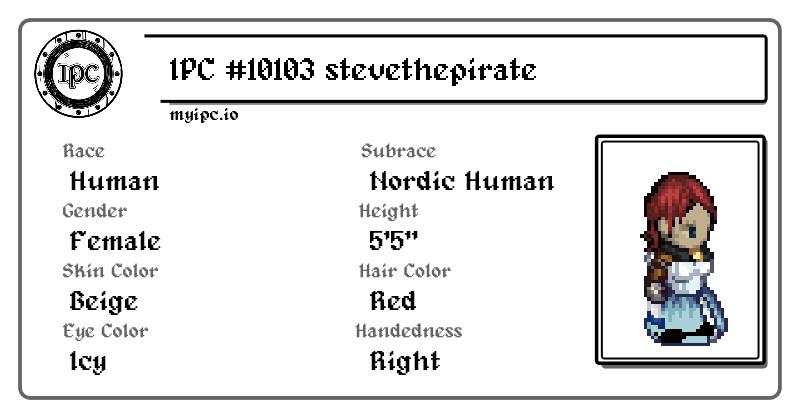 IPC
IPC #10103 stevethepirate
myipc.io
Race
Human
Subrace
Nordic Human
Gender
Female
Height
5'5"
Skin Color
Beige
Hair Color
Red
Eye Color
Icy
Handedness
Right